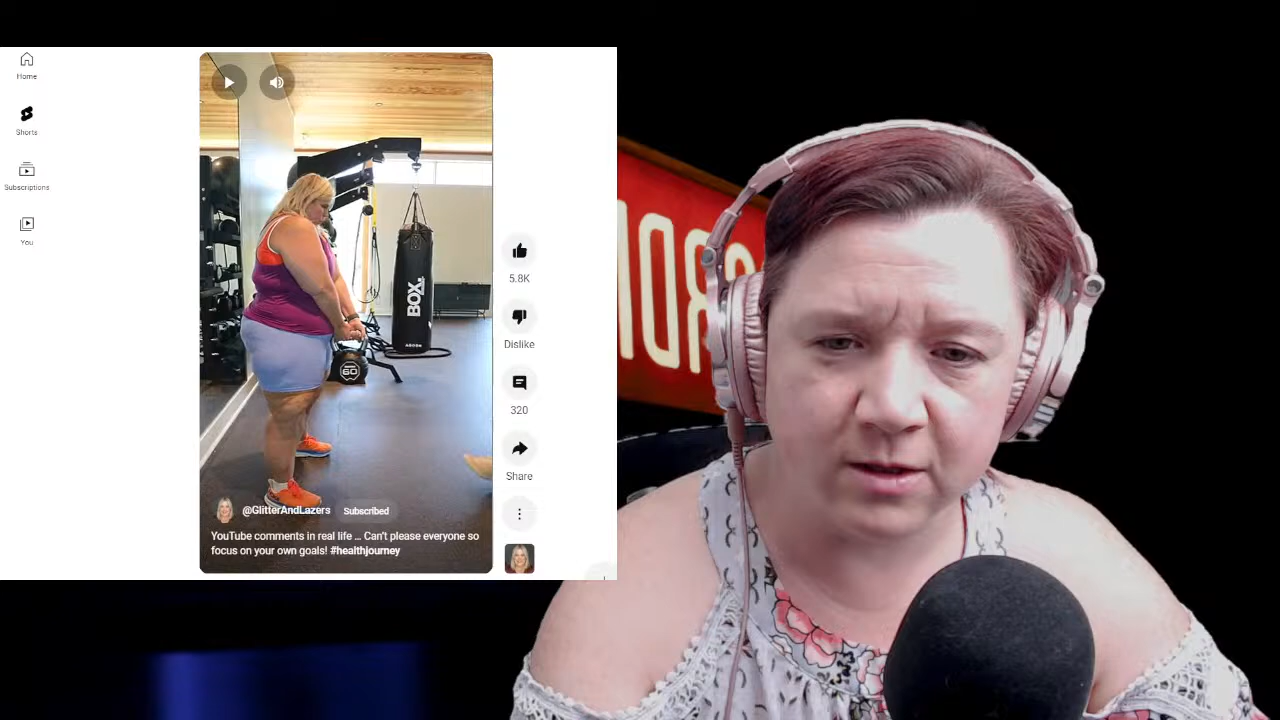 Home
Shorts
Subscriptions
You
BOX.
60
5.8K
Dislike
320
Share
@GlitterAndLazers Subscribed
YouTube comments in real life ... Can't please everyone so
focus on your own goals! #healthjourney